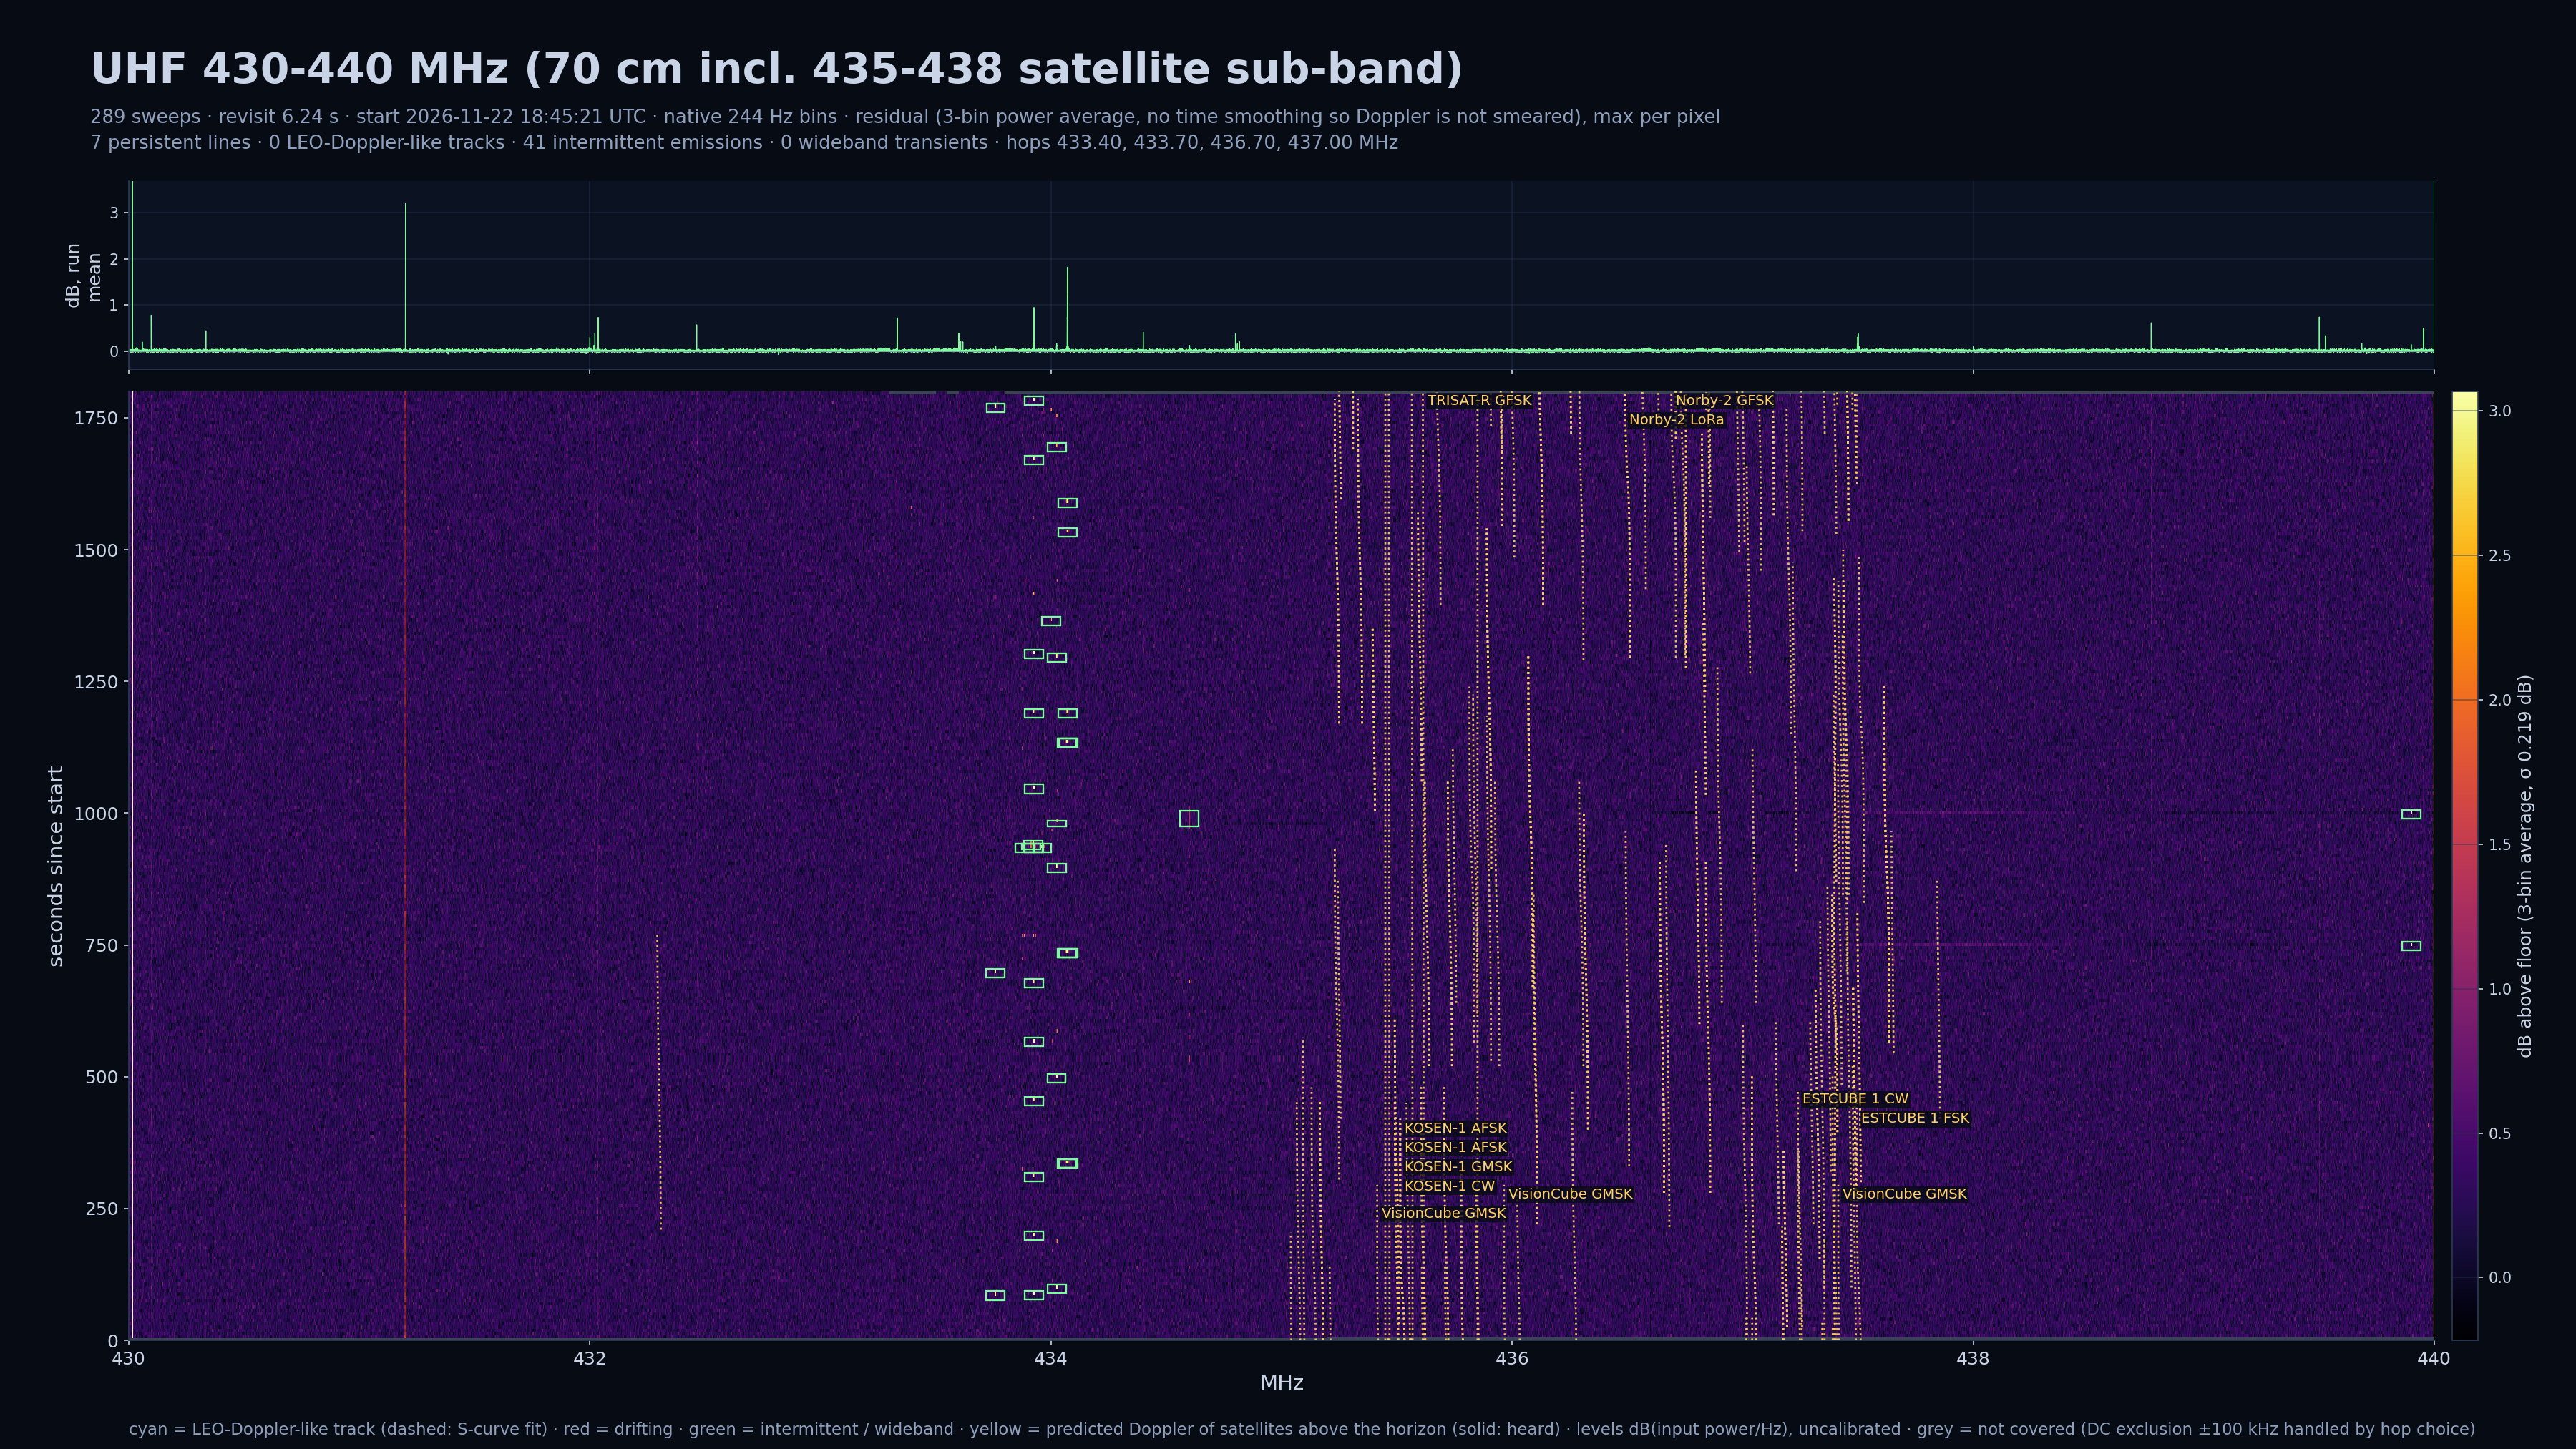 UHF 430-440 MHz (70 cm incl. 435-438 satellite sub-band)
289 sweeps · revisit 6.24 s · start 2026-11-22 18:45:21 UTC · native 244 Hz bins · residual (3-bin power average, no time smoothing so Doppler is not smeared), max per pixel
7 persistent lines · 0 LEO-Doppler-like tracks · 41 intermittent emissions · 0 wideband transients · hops 433.40, 433.70, 436.70, 437.00 MHz
dB, run
mean
3
2
1
0
seconds since start
1750
1500
1250
1000
750
500
250
0
TRISAT-R GFSK
Norby-2 GFSK
Norby-2 LoRa
ESTCUBE 1 CW
ESTCUBE 1 FSK
KOSEN-1 AFSK
KOSEN-1 AFSK
KOSEN-1 GMSK
KOSEN-1 CW
VisionCube GMSK
VisionCube GMSK
VisionCube GMSK
430
432
434
436
438
440
MHz
3.0
2.5
2.0
1.5
1.0
0.5
0.0
dB above floor (3-bin average, σ 0.219 dB)
cyan = LEO-Doppler-like track (dashed: S-curve fit) · red = drifting · green = intermittent / wideband · yellow = predicted Doppler of satellites above the horizon (solid: heard) · levels dB(input power/Hz), uncalibrated · grey = not covered (DC exclusion ±100 kHz handled by hop choice)